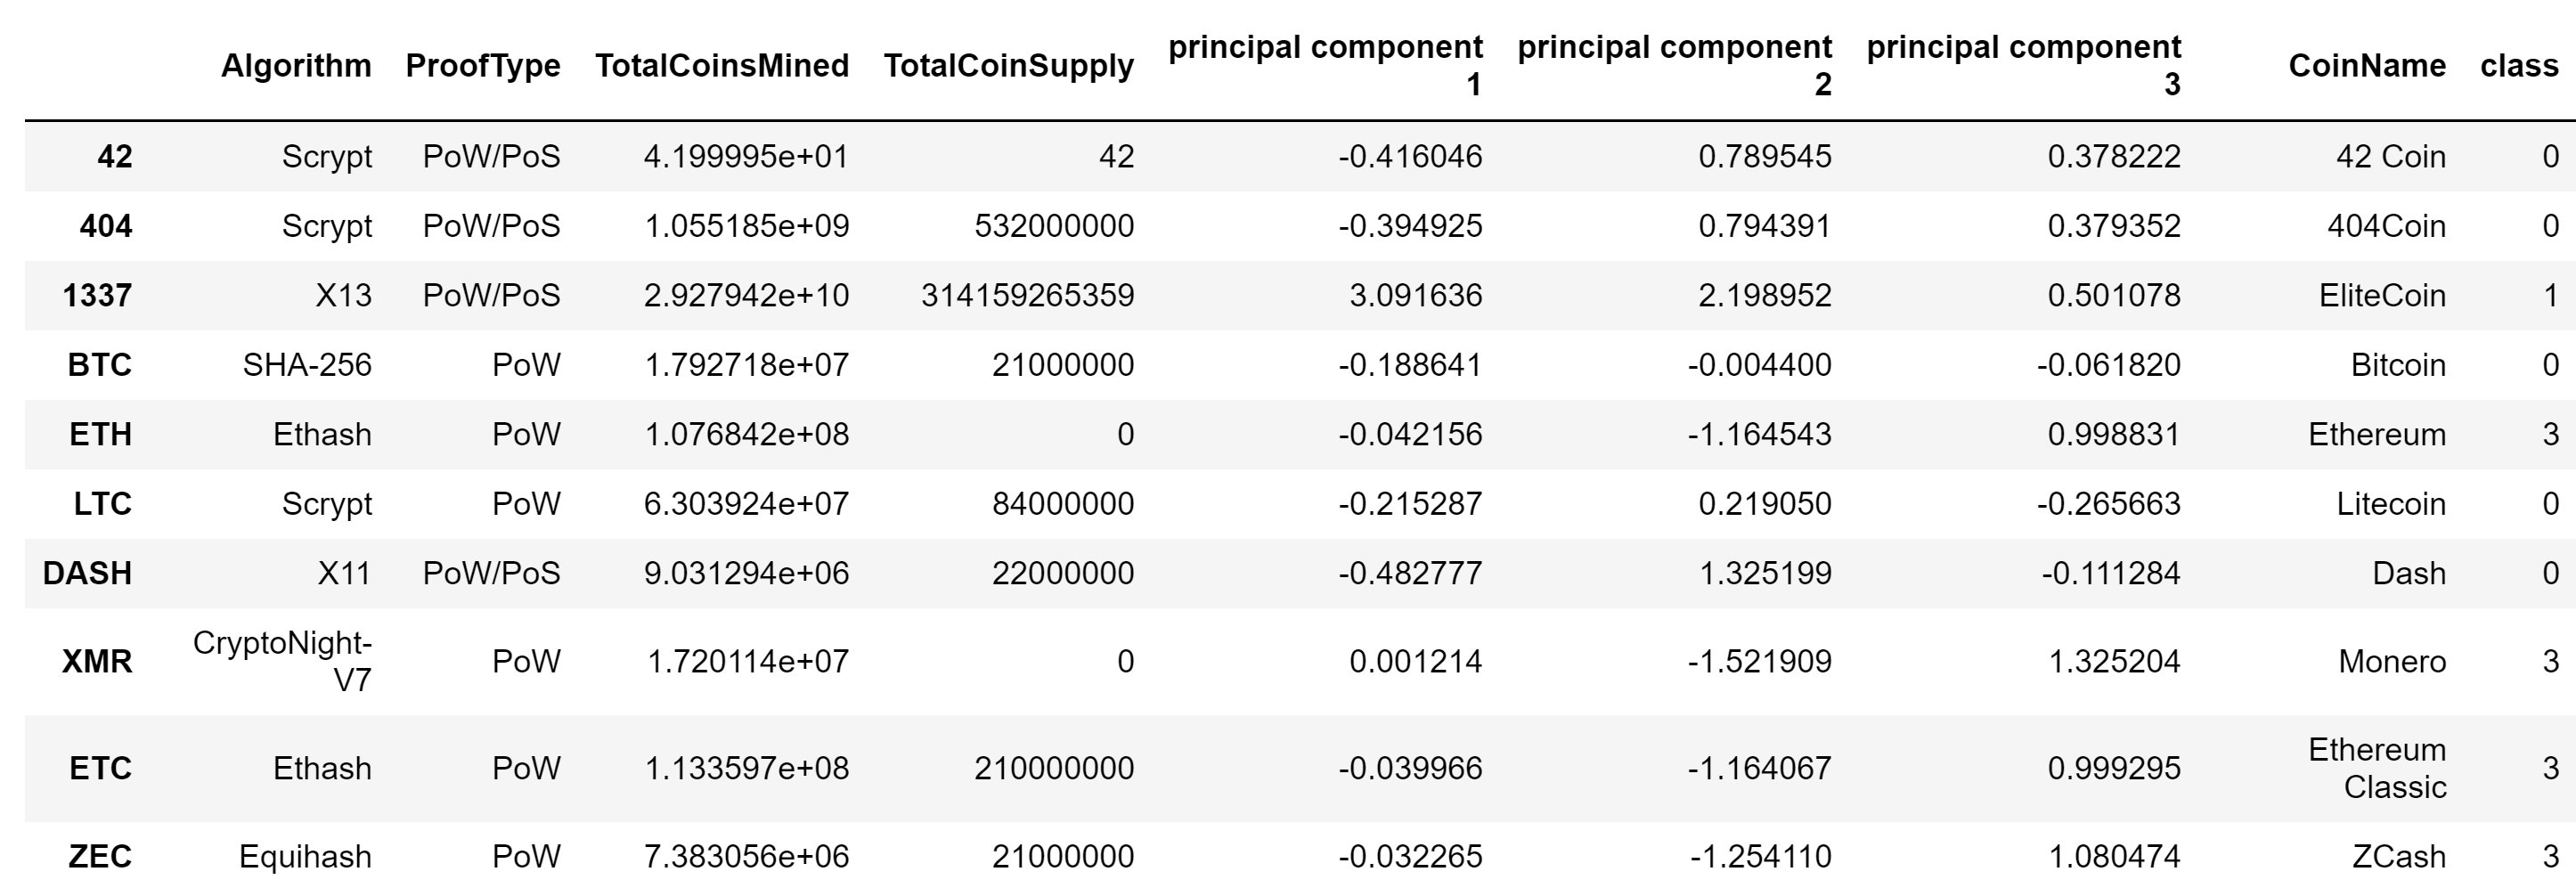 Algorithm ProofType TotalCoinsMined TotalCoinSupply principal component 1 principal component 2 principal component 3 CoinName class
42 Scrypt PoW/PoS 4.199995e+01 42 -0.416046 0.789545 0.378222 42 Coin 0
404 Scrypt PoW/PoS 1.055185e+09 532000000 -0.394925 0.794391 0.379352 404Coin 0
1337 X13 PoW/PoS 2.927942e+10 314159265359 3.091636 2.198952 0.501078 EliteCoin 1
BTC SHA-256 PoW 1.792718e+07 21000000 -0.188641 -0.004400 -0.061820 Bitcoin 0
ETH Ethash PoW 1.076842e+08 0 -0.042156 -1.164543 0.998831 Ethereum 3
LTC Scrypt PoW 6.303924e+07 84000000 -0.215287 0.219050 -0.265663 Litecoin 0
DASH X11 PoW/PoS 9.031294e+06 22000000 -0.482777 1.325199 -0.111284 Dash 0
XMR CryptoNight-V7 PoW 1.720114e+07 0 0.001214 -1.521909 1.325204 Monero 3
ETC Ethash PoW 1.133597e+08 210000000 -0.039966 -1.164067 0.999295 Ethereum Classic 3
ZEC Equihash PoW 7.383056e+06 21000000 -0.032265 -1.254110 1.080474 ZCash 3